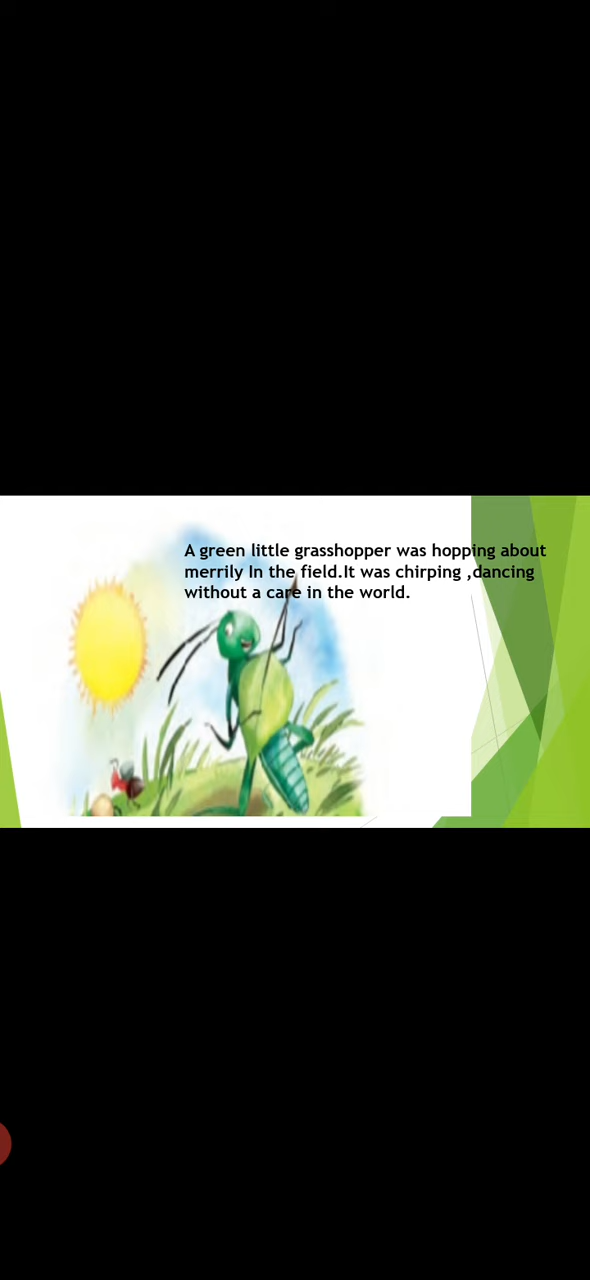 A green little grasshopper was hopping about
merrily In the field.It was chirping ,dancing
without a care in the world.